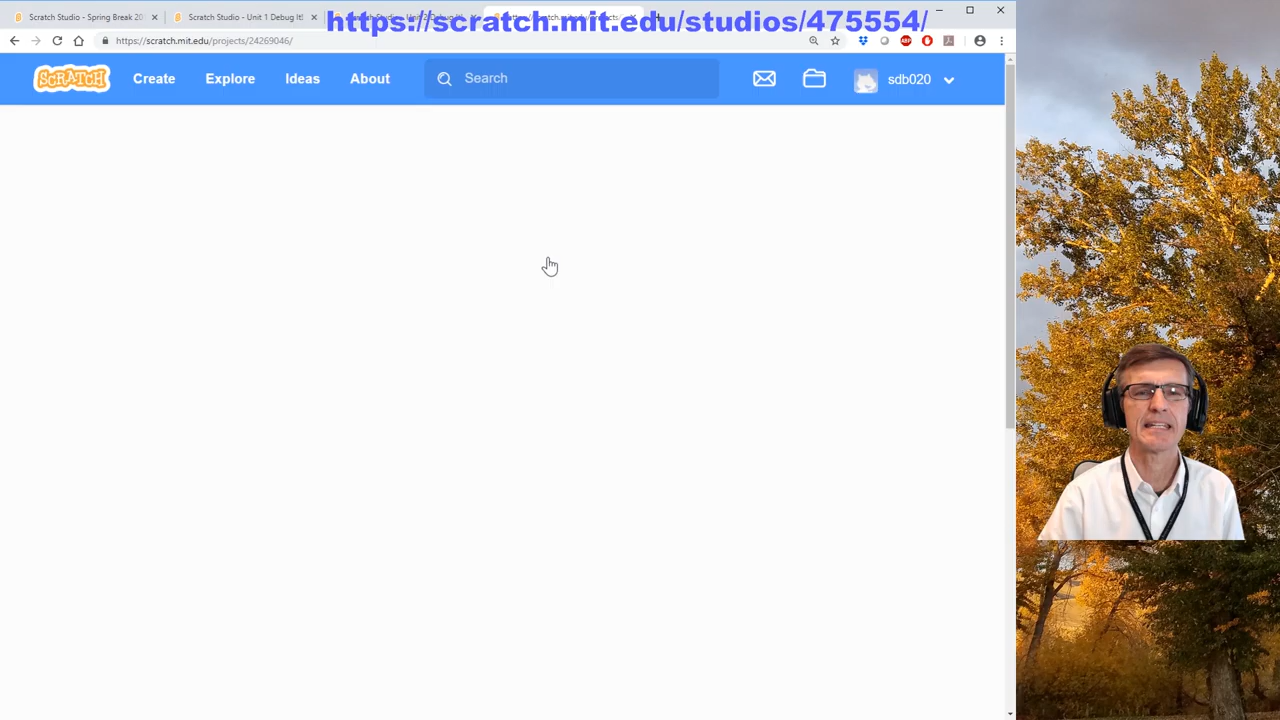 https://scratch.mit.edu/studios/475554/
Scratch Studio - Spring Break 20
Scratch Studio - Unit 1 Debug It!
https://scratch.mit.edu/projects/24269046/
SCRATCH
Create
Explore
Ideas
About
Search
sdb020
ABP